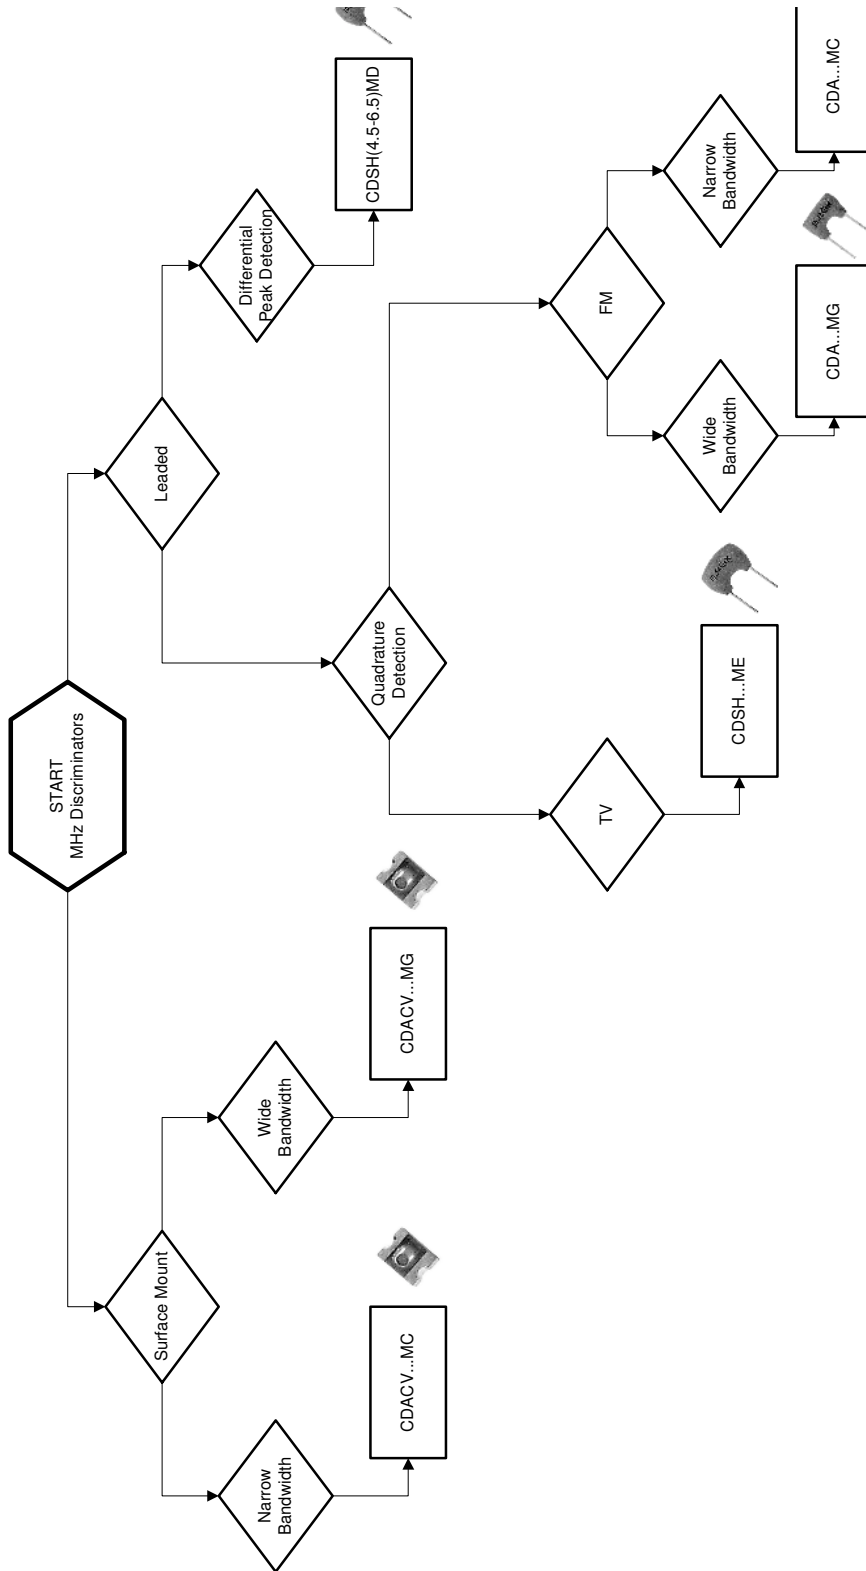 START
MHz Discriminators
Surface Mount
Leaded
Narrow
Bandwidth
Wide
Bandwidth
Quadrature
Detection
Differential
Peak Detection
CDACV...MC
CDACV...MG
CDSH(4.5-6.5)MD
TV
FM
Wide
Bandwidth
Narrow
Bandwidth
CDSH...ME
CDA...MG
CDA...MC